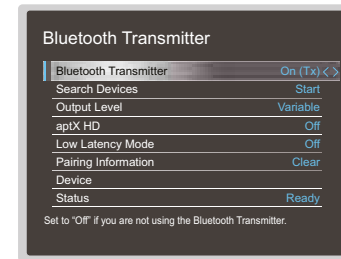 Bluetooth Transmitter
Bluetooth Transmitter On (Tx) < >
Search Devices Start
Output Level Variable
aptX HD Off
Low Latency Mode Off
Pairing Information Clear
Device
Status Ready
Set to “Off” if you are not using the Bluetooth Transmitter.